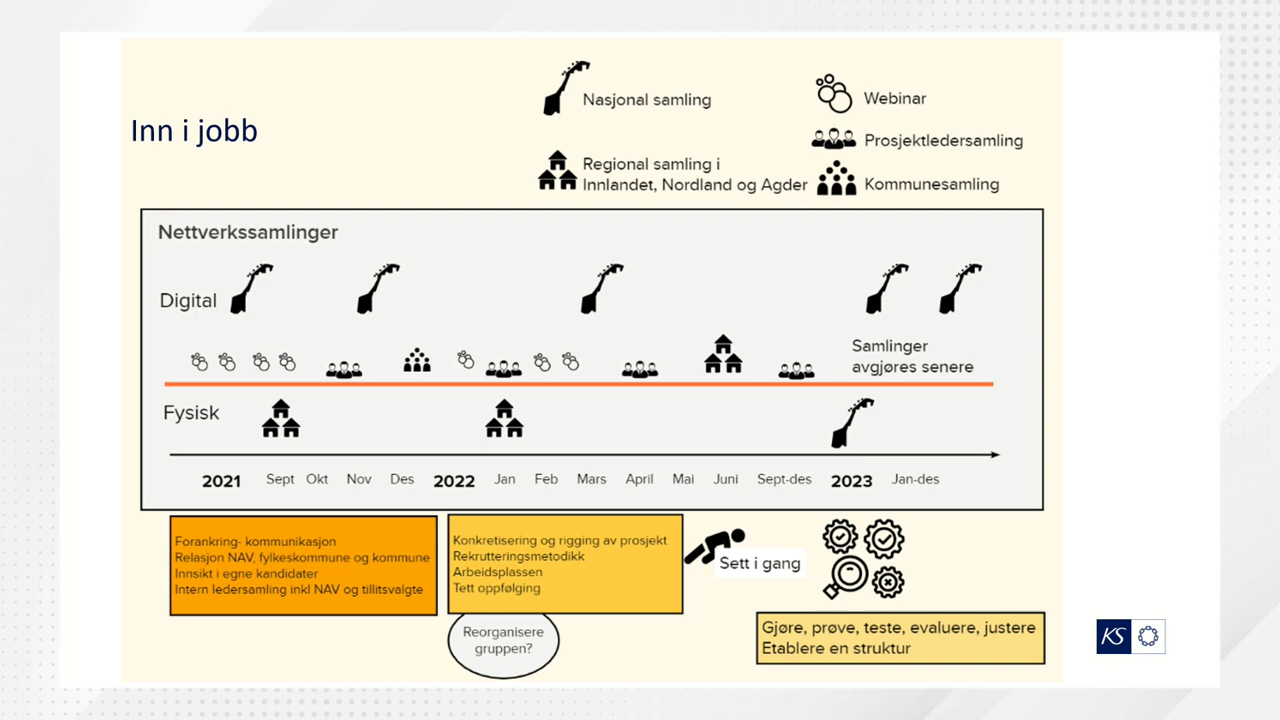 Nasjonal samling
Webinar
Inn i jobb
Prosjektledersamling
Regional samling i
Innlandet, Nordland og Agder
Kommunesamling
Nettverkssamlinger
Digital
Samlinger
avgjøres senere
Fysisk
2021 Sept Okt Nov Des 2022 Jan Feb Mars April Mai Juni Sept-des 2023 Jan-des
Forankring- kommunikasjon
Relasjon NAV, fylkeskommune og kommune
Innsikt i egne kandidater
Intern ledersamling inkl NAV og tillitsvalgte
Konkretisering og rigging av prosjekt
Rekrutteringsmetodikk
Arbeidsplassen
Tett oppfølging
Sett i gang
Reorganisere
gruppen?
Gjøre, prøve, teste, evaluere, justere
Etablere en struktur
KS